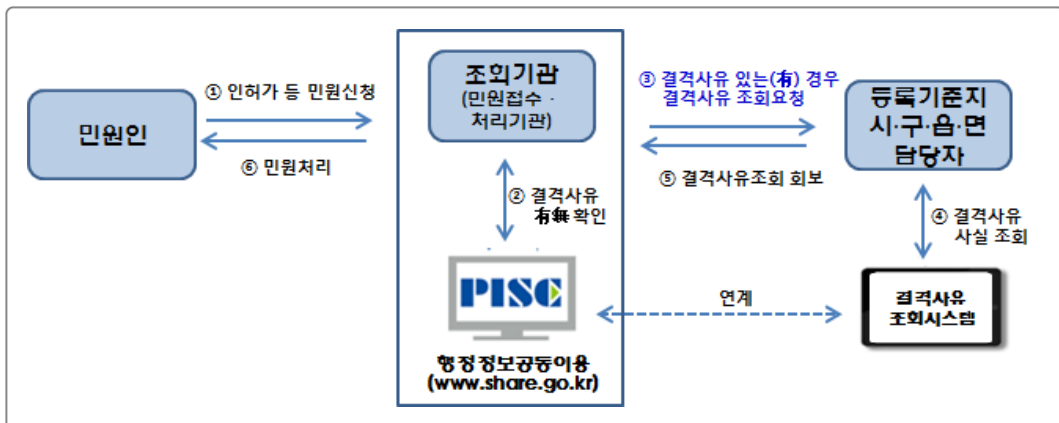 민원인
① 인허가 등 민원신청
⑥ 민원처리
조회기관
(민원접수 ·
처리기관)
② 결격사유
有無 확인
PISC
행정정보공동이용
(www.share.go.kr)
③ 결격사유 있는(有) 경우
결격사유 조회요청
⑤ 결격사유조회 회보
등록기준지
시·구·읍·면
담당자
④ 결격사유
사실 조회
연계
결격사유
조회시스템